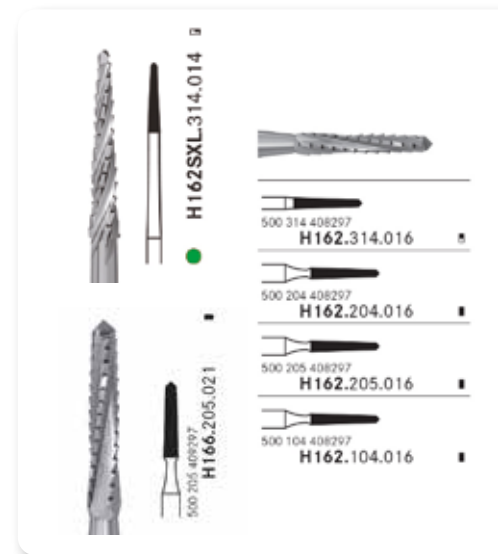 H162SXL.314.014
500 314 408297
H162.314.016
500 204 408297
H162.204.016
500 205 408297
H162.205.016
500 104 408297
H162.104.016
500 205 409297
H166.205.021